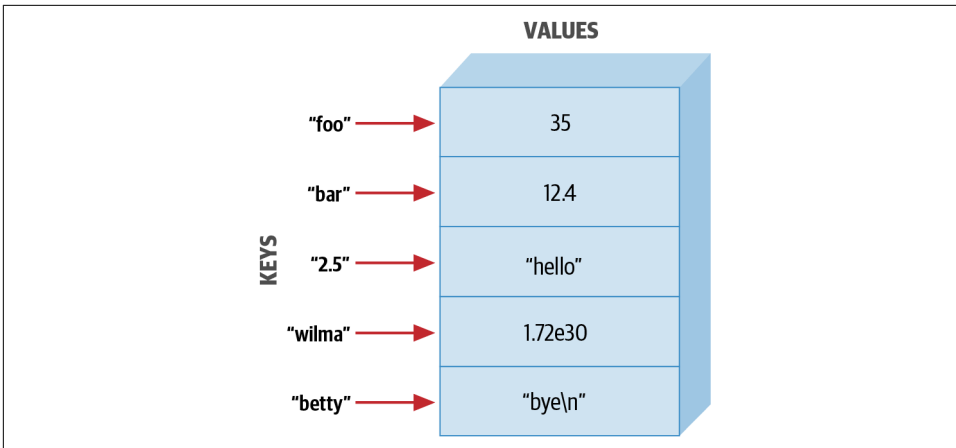 VALUES
“foo” 35
“bar” 12.4
KEYS
“2.5” “hello”
“wilma” 1.72e30
“betty” “bye\n”